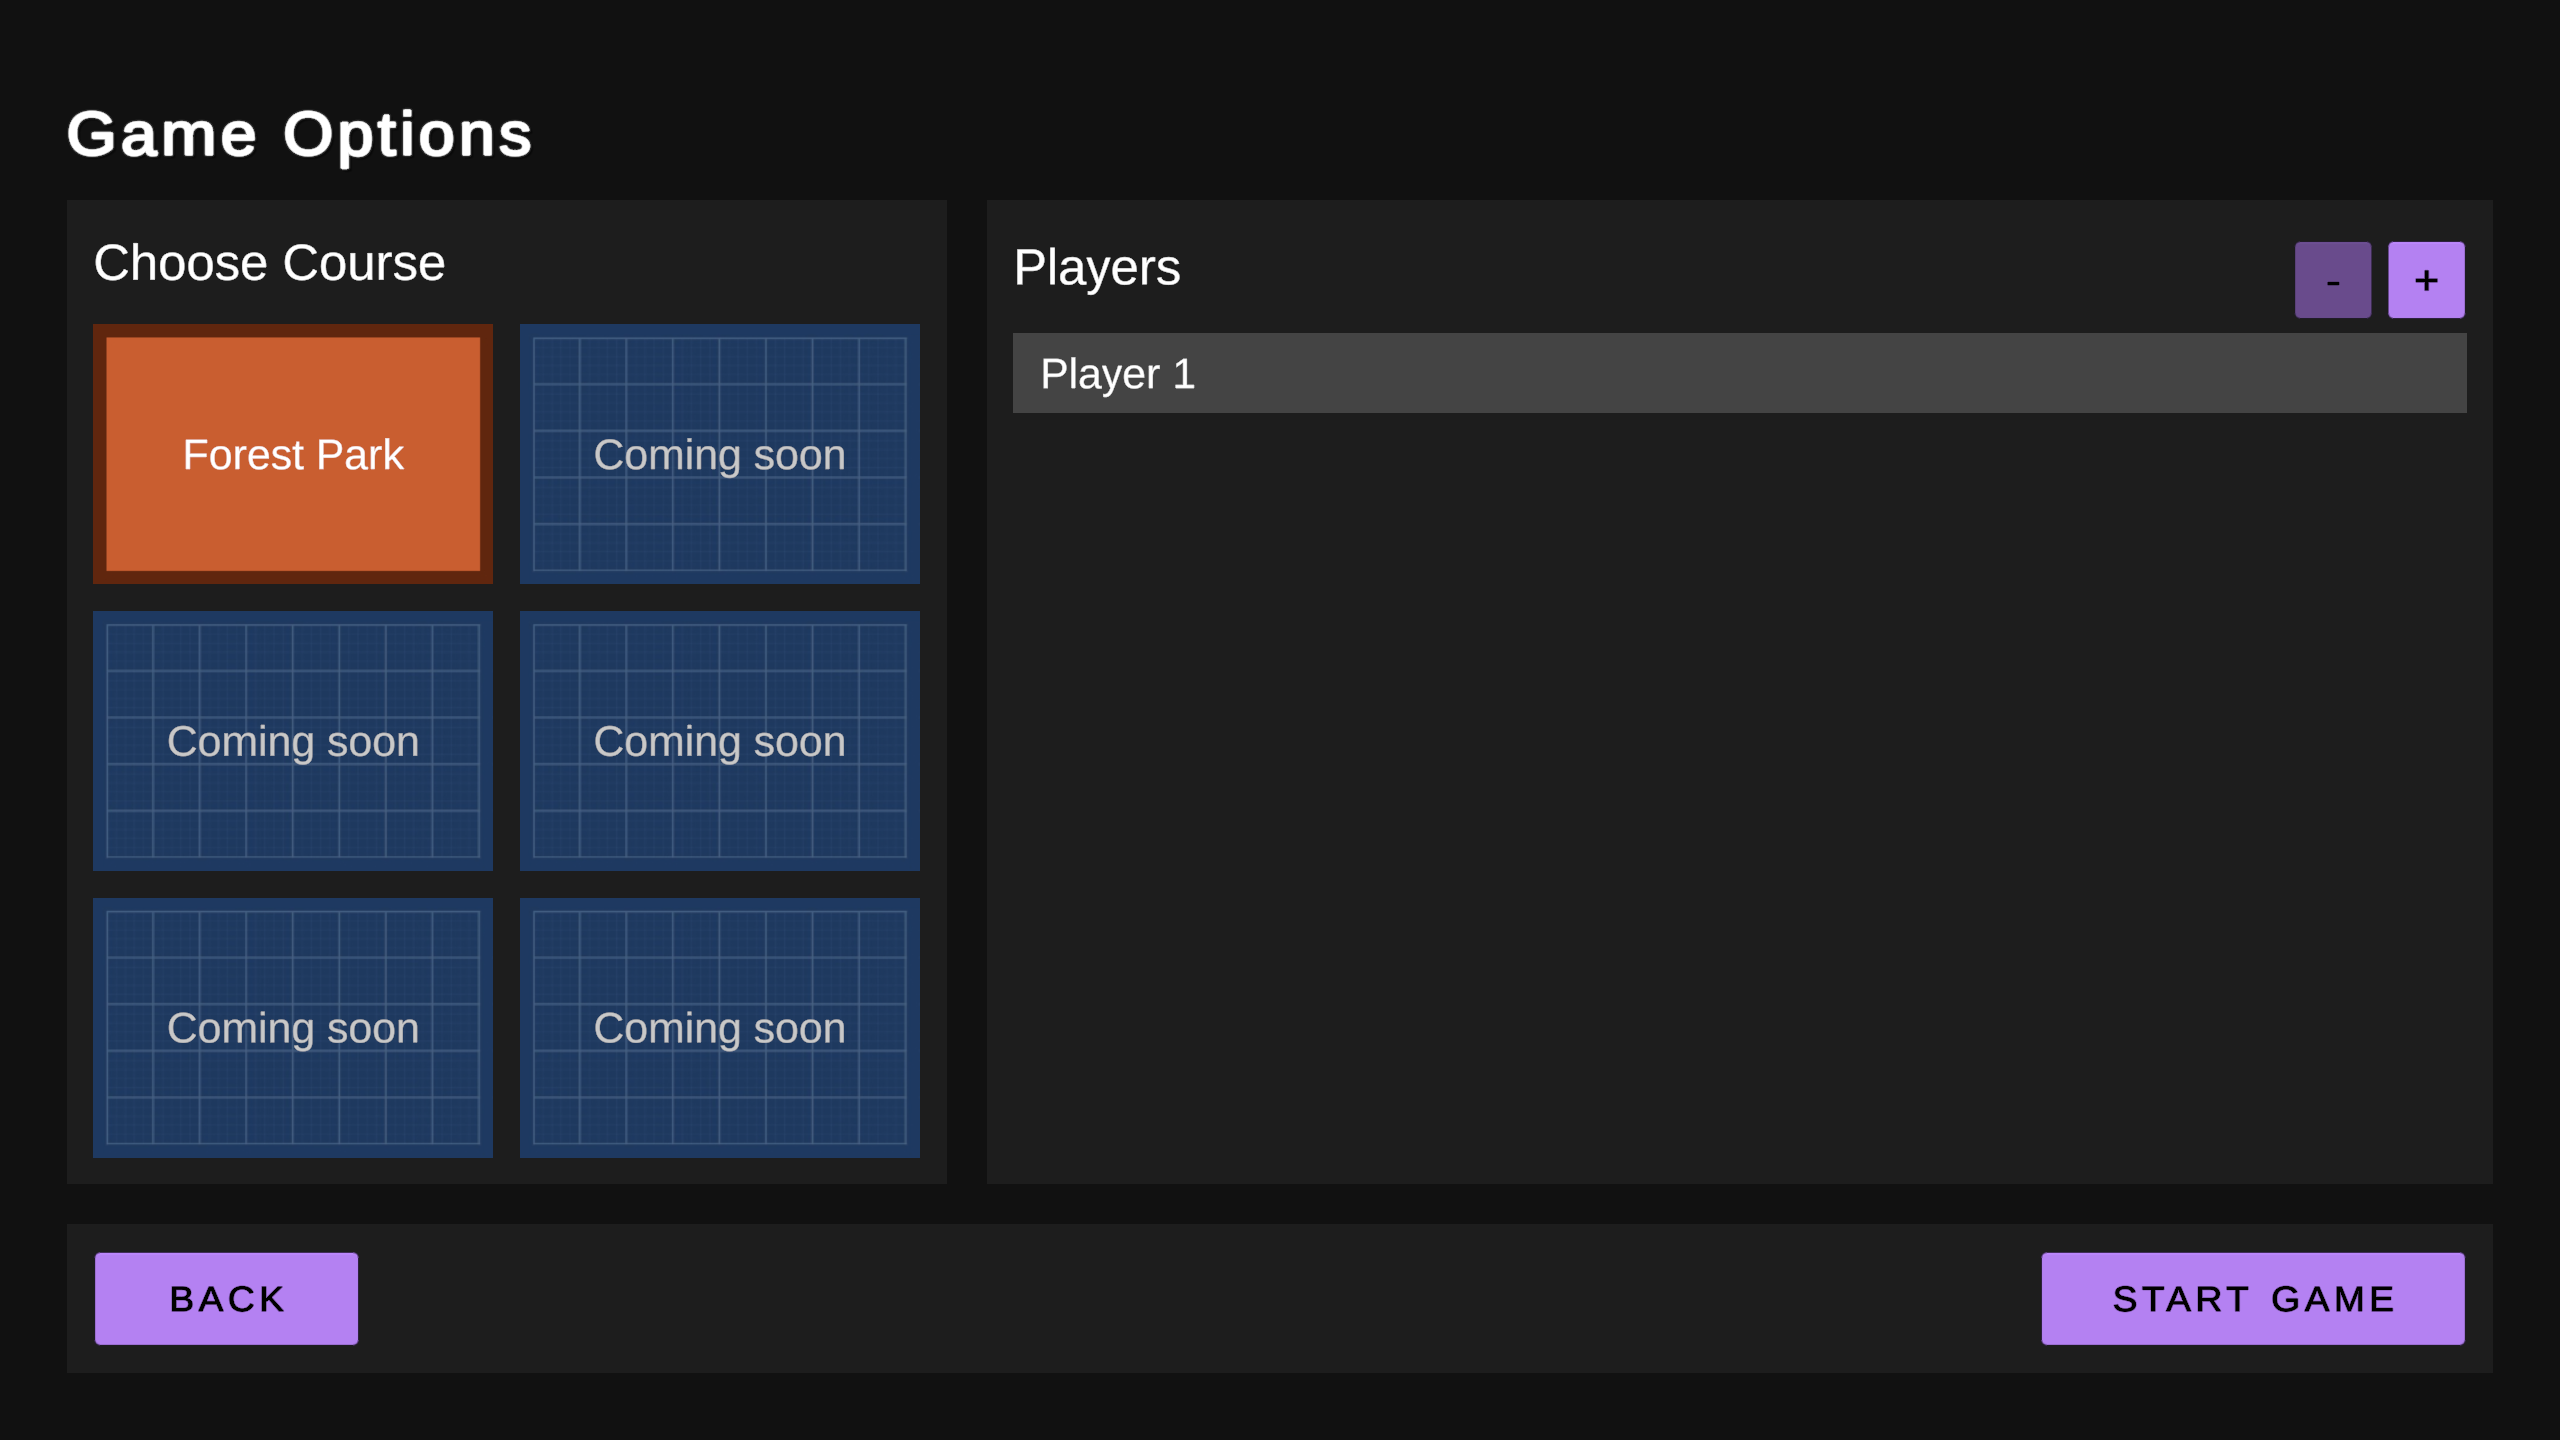 Game Options
Choose Course
Forest Park
Coming soon
Coming soon
Coming soon
Coming soon
Coming soon
Players
- +
Player 1
BACK
START GAME